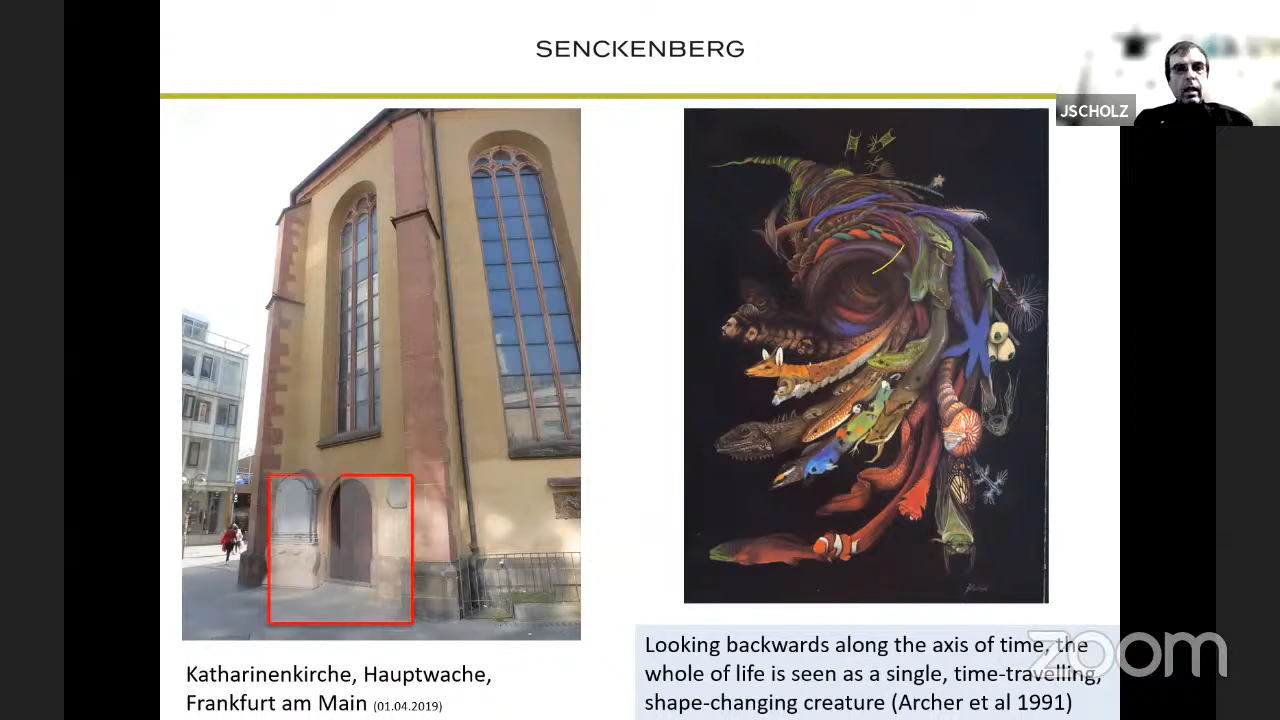 SENCKENBERG
JSCHOLZ
Katharinenkirche, Hauptwache,
Frankfurt am Main (01.04.2019)
Looking backwards along the axis of time, the
whole of life is seen as a single, time-travelling,
shape-changing creature (Archer et al 1991)
zoom